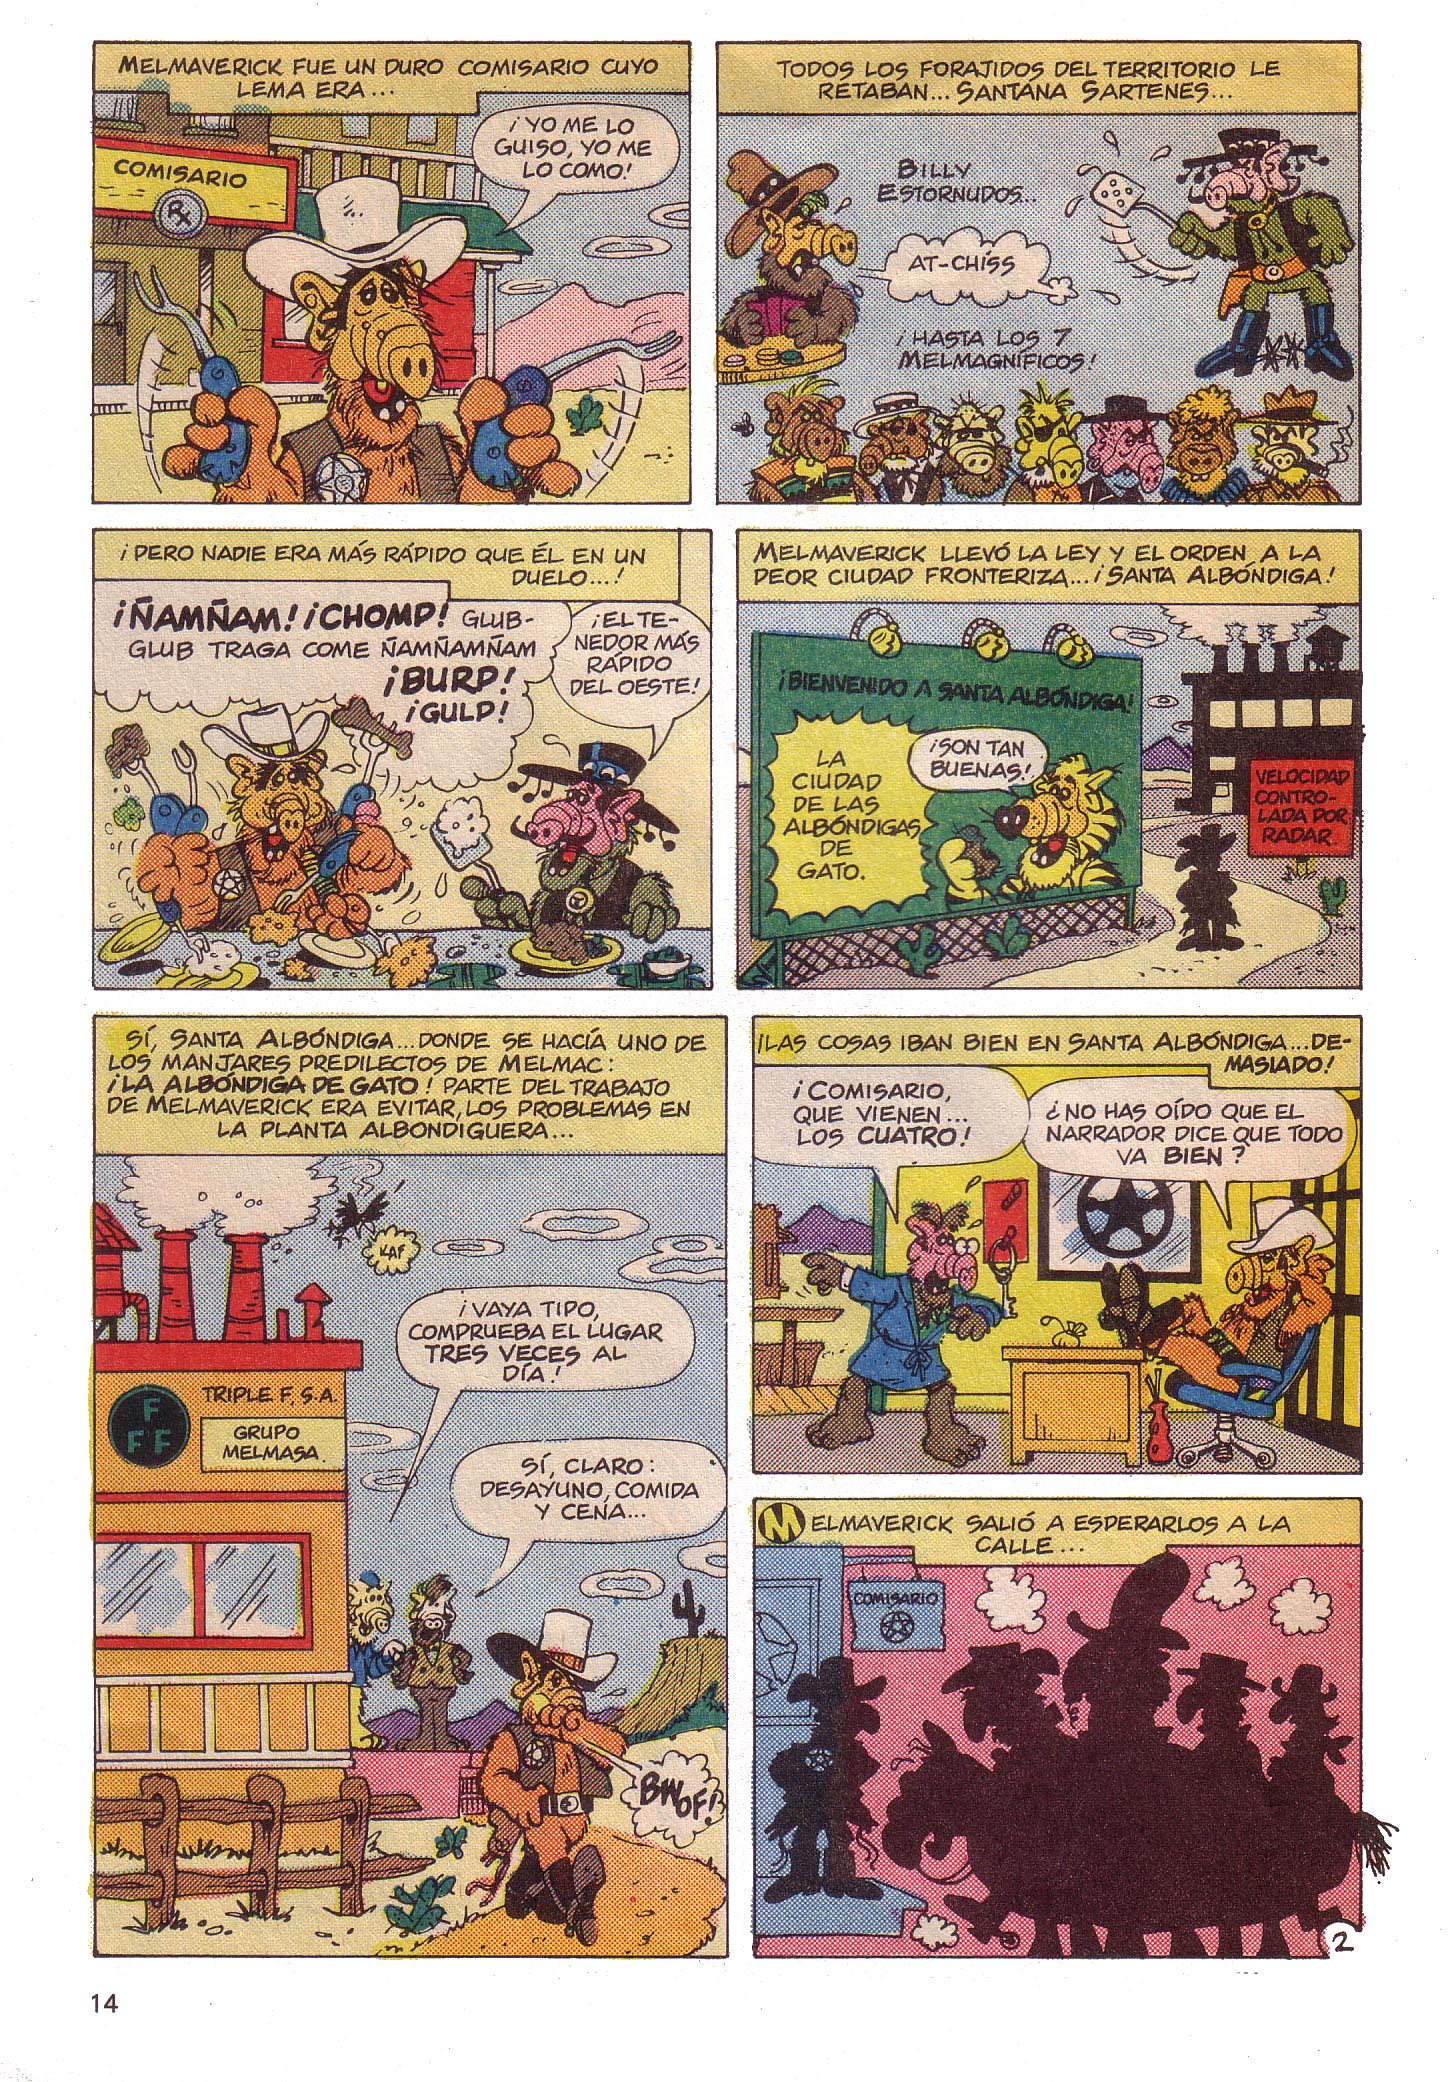 MELMAVERICK FUE UN DURO COMISARIO CUYO
LEMA ERA...
¡YO ME LO
GUISO, YO ME
LO COMO!
COMISARIO
TODOS LOS FORAJIDOS DEL TERRITORIO LE
RETABAN... SANTANA SARTENES...
BILLY
ESTORNUDOS...
AT-CHÍSS
¡HASTA LOS 7
MELMAGNÍFICOS!
¡PERO NADIE ERA MÁS RÁPIDO QUE ÉL EN UN
DUELO...!
¡ÑAMÑAM! ¡CHOMP! GLUB-
GLUB TRAGA COME ÑAMÑAMÑAM
¡BURP!
¡GULP!
¡EL TE-
NEDOR MÁS
RÁPIDO
DEL OESTE!
MELMAVERICK LLEVÓ LA LEY Y EL ORDEN A LA
PEOR CIUDAD FRONTERIZA... ¡SANTA ALBÓNDIGA!
¡BIENVENIDO A SANTA ALBÓNDIGA!
LA
CIUDAD
DE LAS
ALBÓNDIGAS
DE
GATO.
¡SON TAN
BUENAS!
VELOCIDAD
CONTRO-
LADA POR
RADAR.
SÍ, SANTA ALBÓNDIGA... DONDE SE HACÍA UNO DE
LOS MANJARES PREDILECTOS DE MELMAC:
¡LA ALBÓNDIGA DE GATO! PARTE DEL TRABAJO
DE MELMAVERICK ERA EVITAR, LOS PROBLEMAS EN
LA PLANTA ALBONDIGUERA...
KAF
¡VAYA TIPO,
COMPRUEBA EL LUGAR
TRES VECES AL
DÍA!
F
F F
TRIPLE F, S.A.
GRUPO
MELMASA.
SÍ, CLARO:
DESAYUNO, COMIDA
Y CENA...
BWOF!
¡LAS COSAS IBAN BIEN EN SANTA ALBÓNDIGA... DE-
MASIADO!
¡COMISARIO,
QUE VIENEN...
LOS CUATRO!
¿NO HAS OÍDO QUE EL
NARRADOR DICE QUE TODO
VA BIEN?
MELMAVERICK SALIÓ A ESPERARLOS A LA
CALLE...
COMISARIO
2
14